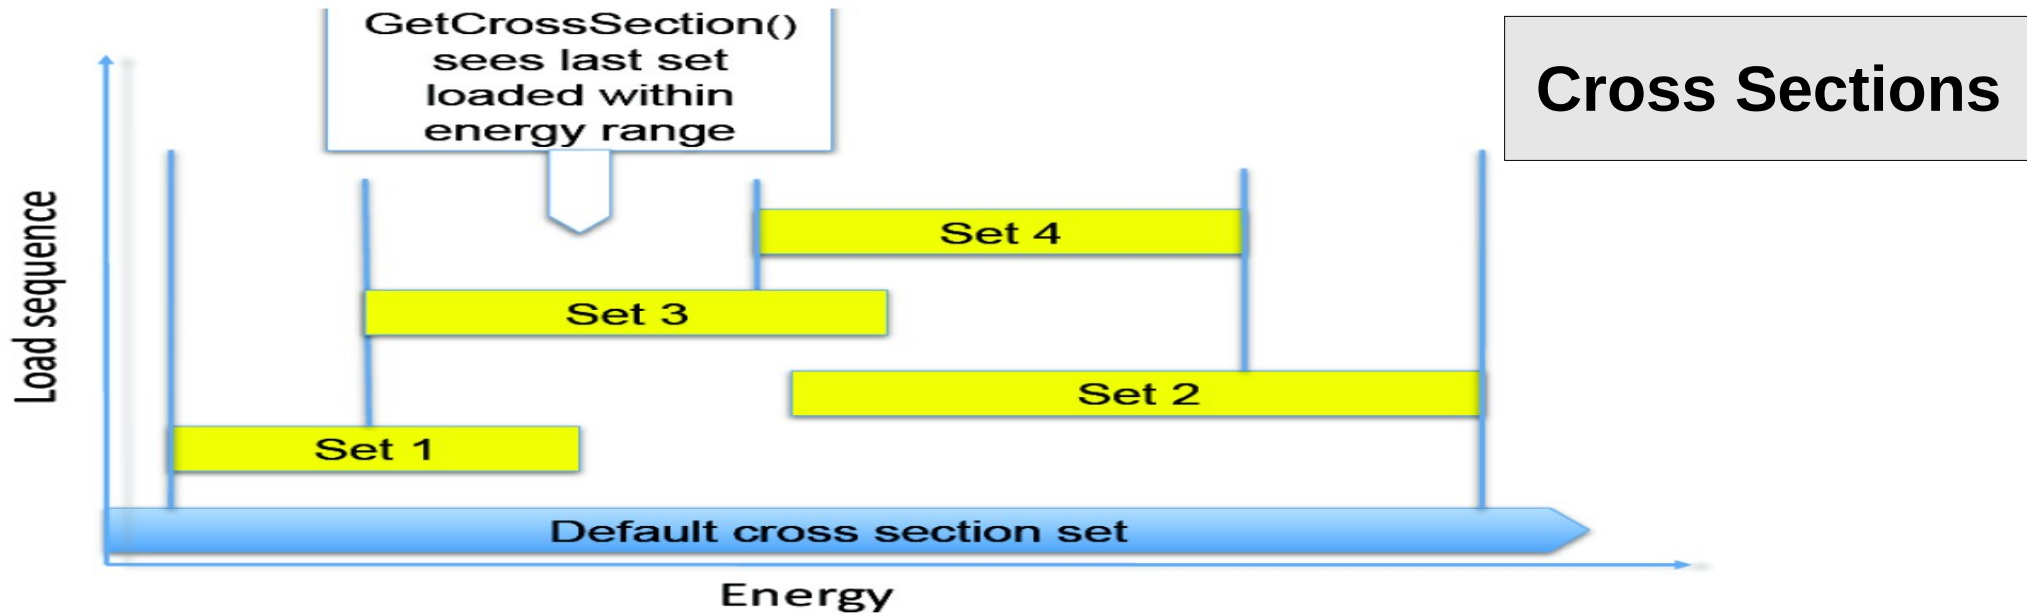 GetCrossSection()
sees last set
loaded within
energy range
Cross Sections
Load sequence
Set 4
Set 3
Set 2
Set 1
Default cross section set
Energy